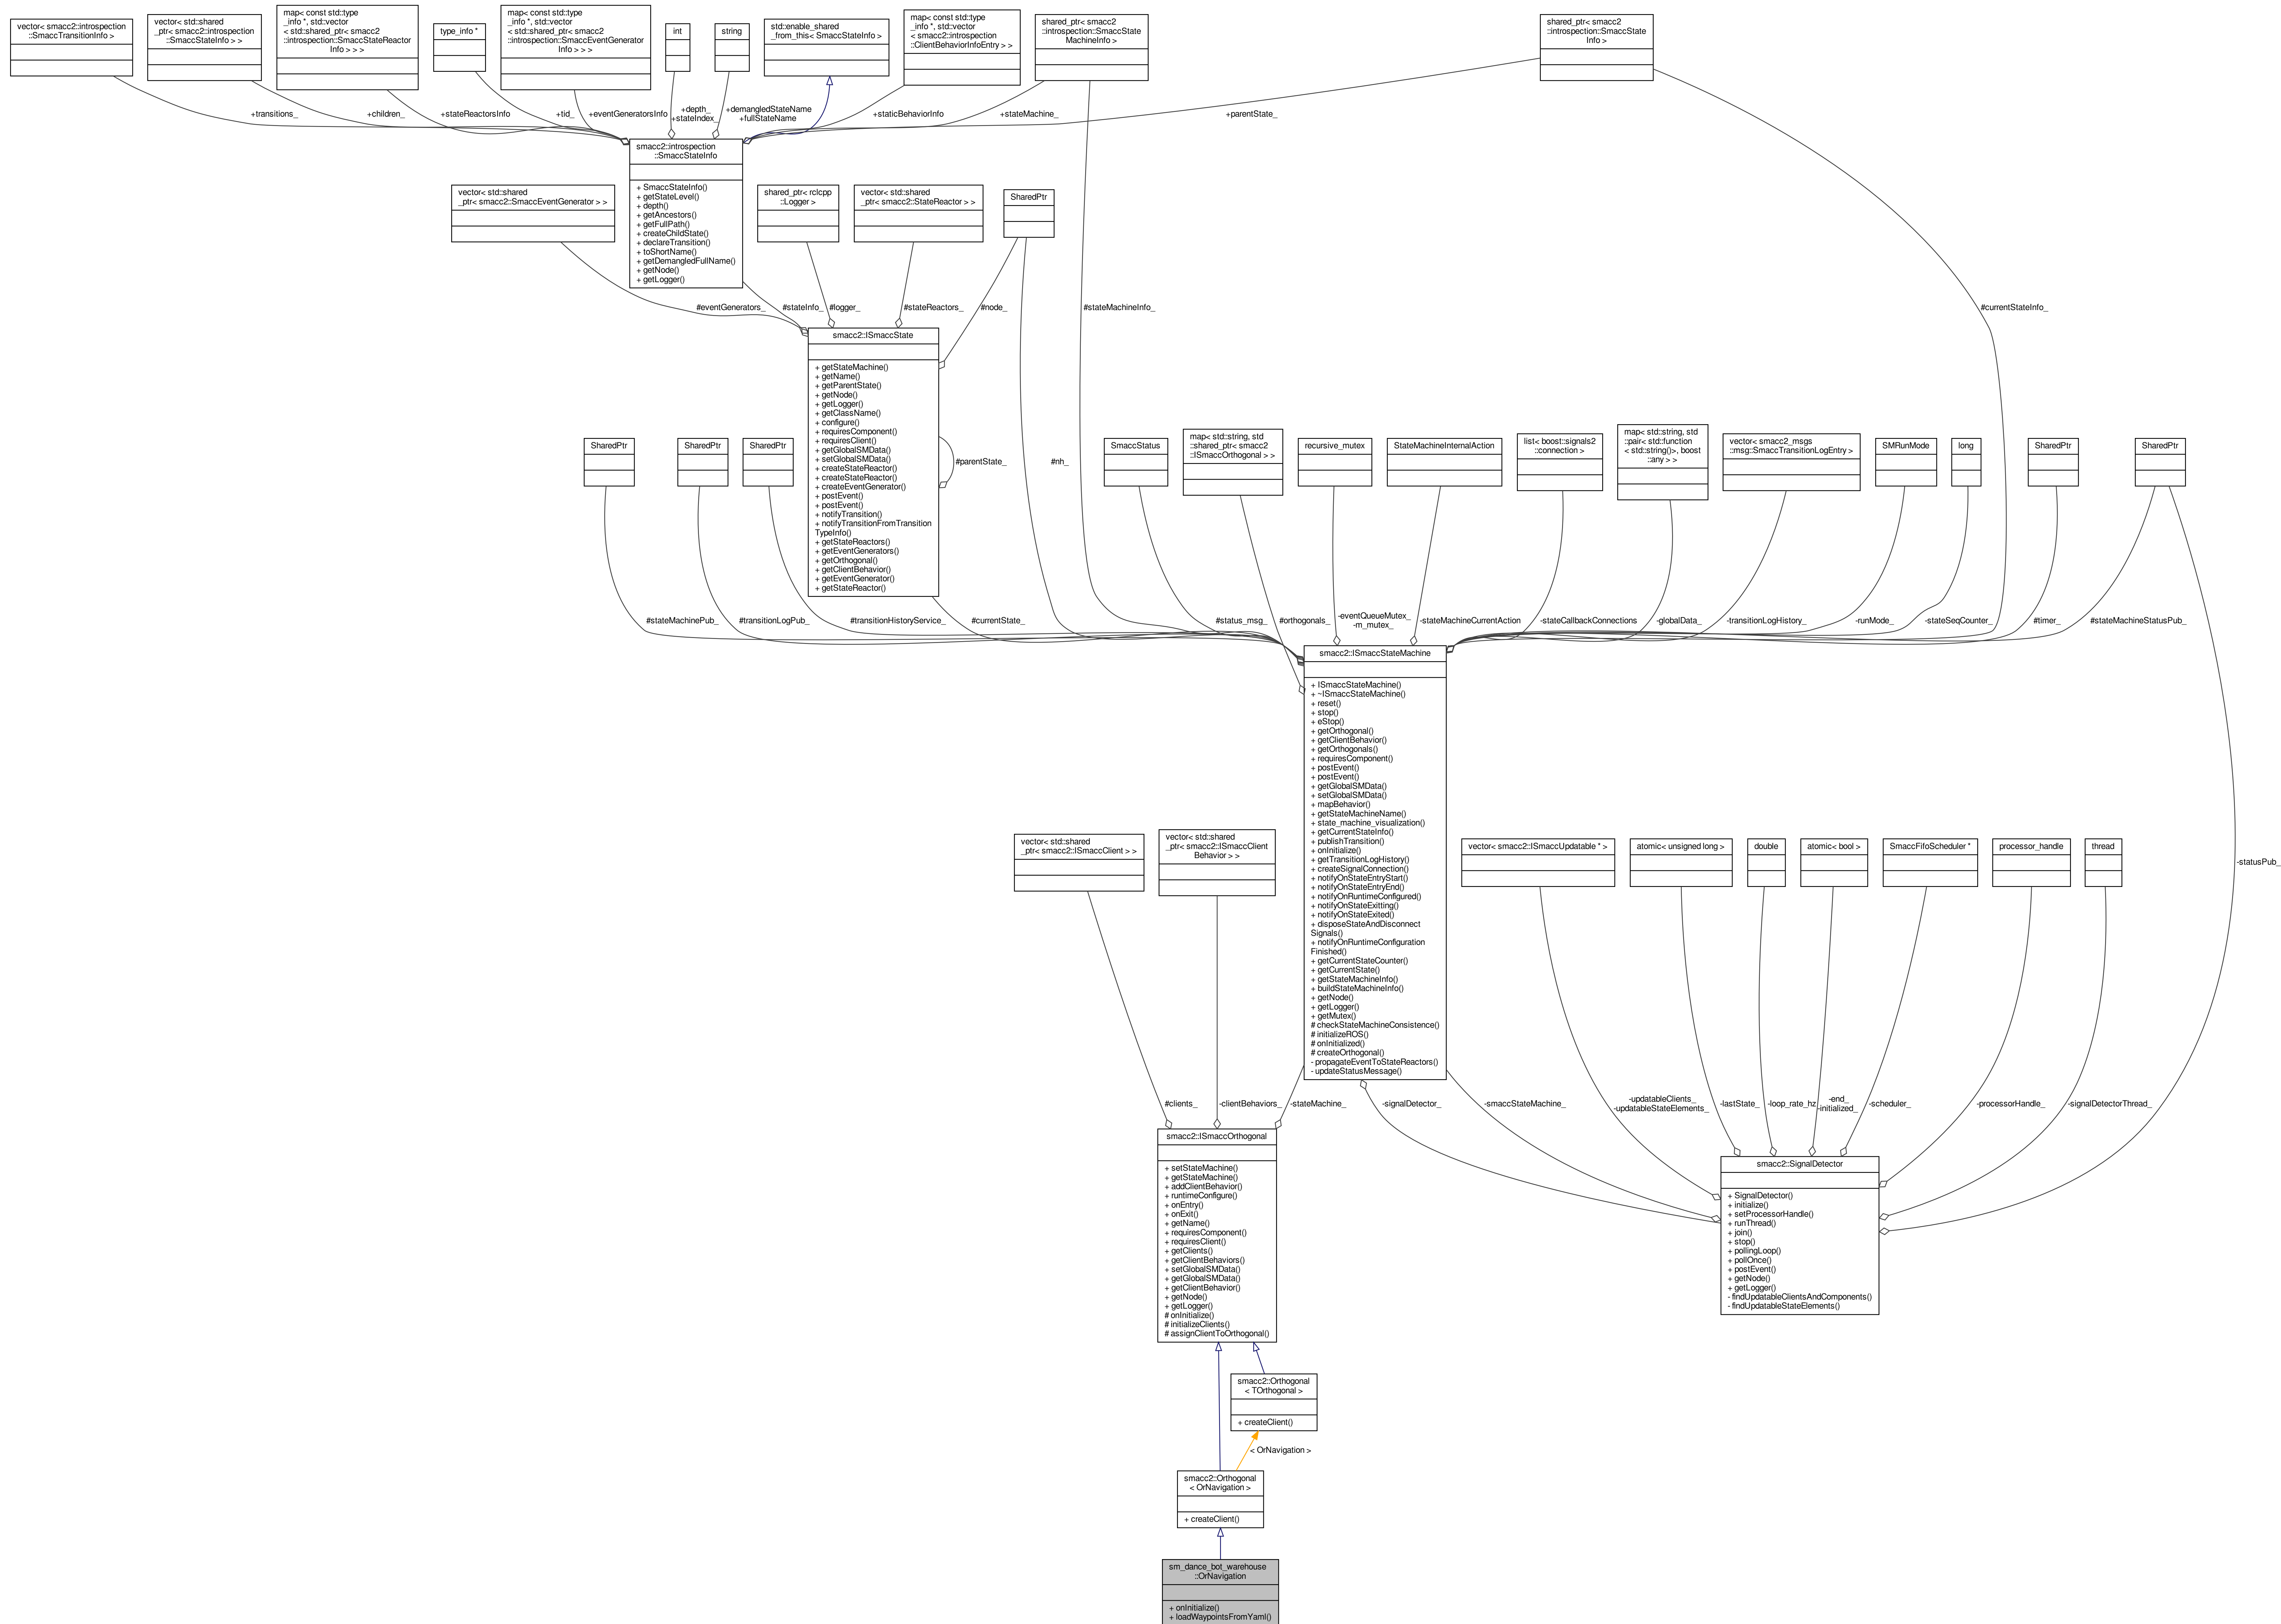 vector< smacc2::introspection
::SmaccTransitionInfo >
vector< std::shared
_ptr< smacc2::introspection
::SmaccStateInfo > >
map< const std::type
_info *, std::vector
< std::shared_ptr< smacc2
::introspection::SmaccStateReactor
Info > > >
type_info *
map< const std::type
_info *, std::vector
< std::shared_ptr< smacc2
::introspection::SmaccEventGenerator
Info > > >
int
string
std::enable_shared
_from_this< SmaccStateInfo >
map< const std::type
_info *, std::vector
< smacc2::introspection
::ClientBehaviorInfoEntry > >
shared_ptr< smacc2
::introspection::SmaccState
MachineInfo >
shared_ptr< smacc2
::introspection::SmaccState
Info >
+transitions_
+children_
+stateReactorsInfo
+tid_
+eventGeneratorsInfo
+depth_
+stateIndex_
+demangledStateName
+fullStateName
+staticBehaviorInfo
+stateMachine_
+parentState_
smacc2::introspection
::SmaccStateInfo
+ SmaccStateInfo()
+ getStateLevel()
+ depth()
+ getAncestors()
+ getFullPath()
+ createChildState()
+ declareTransition()
+ toShortName()
+ getDemangledFullName()
+ getNode()
+ getLogger()
vector< std::shared
_ptr< smacc2::SmaccEventGenerator > >
shared_ptr< rclcpp
::Logger >
vector< std::shared
_ptr< smacc2::StateReactor > >
SharedPtr
#eventGenerators_
#stateInfo_
#logger_
#stateReactors_
#node_
#stateMachineInfo_
#currentStateInfo_
smacc2::ISmaccState
+ getStateMachine()
+ getName()
+ getParentState()
+ getNode()
+ getLogger()
+ getClassName()
+ configure()
+ requiresComponent()
+ requiresClient()
+ getGlobalSMData()
+ setGlobalSMData()
+ createStateReactor()
+ createStateReactor()
+ createEventGenerator()
+ postEvent()
+ postEvent()
+ notifyTransition()
+ notifyTransitionFromTransition
TypeInfo()
+ getStateReactors()
+ getEventGenerators()
+ getOrthogonal()
+ getClientBehavior()
+ getEventGenerator()
+ getStateReactor()
#parentState_
#nh_
SharedPtr
SharedPtr
SharedPtr
SmaccStatus
map< std::string, std
::shared_ptr< smacc2
::ISmaccOrthogonal > >
recursive_mutex
StateMachineInternalAction
list< boost::signals2
::connection >
map< std::string, std
::pair< std::function
< std::string()>, boost
::any > >
vector< smacc2_msgs
::msg::SmaccTransitionLogEntry >
SMRunMode
long
SharedPtr
SharedPtr
#stateMachinePub_
#transitionLogPub_
#transitionHistoryService_
#currentState_
#status_msg_
#orthogonals_
-eventQueueMutex_
-m_mutex_
-stateMachineCurrentAction
-stateCallbackConnections
-globalData_
-transitionLogHistory_
-runMode_
-stateSeqCounter_
#timer_
#stateMachineStatusPub_
smacc2::ISmaccStateMachine
+ ISmaccStateMachine()
+ ~ISmaccStateMachine()
+ reset()
+ stop()
+ eStop()
+ getOrthogonal()
+ getClientBehavior()
+ getOrthogonals()
+ requiresComponent()
+ postEvent()
+ postEvent()
+ getGlobalSMData()
+ setGlobalSMData()
+ mapBehavior()
+ getStateMachineName()
+ state_machine_visualization()
+ getCurrentStateInfo()
+ publishTransition()
+ onInitialize()
+ getTransitionLogHistory()
+ createSignalConnection()
+ notifyOnStateEntryStart()
+ notifyOnStateEntryEnd()
+ notifyOnRuntimeConfigured()
+ notifyOnStateExitting()
+ notifyOnStateExited()
+ disposeStateAndDisconnect
Signals()
+ notifyOnRuntimeConfiguration
Finished()
+ getCurrentStateCounter()
+ getCurrentState()
+ getStateMachineInfo()
+ buildStateMachineInfo()
+ getNode()
+ getLogger()
+ getMutex()
# checkStateMachineConsistence()
# initializeROS()
# onInitialized()
# createOrthogonal()
- propagateEventToStateReactors()
- updateStatusMessage()
vector< std::shared
_ptr< smacc2::ISmaccClient > >
vector< std::shared
_ptr< smacc2::ISmaccClient
Behavior > >
vector< smacc2::ISmaccUpdatable * >
atomic< unsigned long >
double
atomic< bool >
SmaccFifoScheduler *
processor_handle
thread
-statusPub_
#clients_
-clientBehaviors_
-stateMachine_
-signalDetector_
-smaccStateMachine_
-updatableClients_
-updatableStateElements_
-lastState_
-loop_rate_hz
-end_
-initialized_
-scheduler_
-processorHandle_
-signalDetectorThread_
smacc2::ISmaccOrthogonal
+ setStateMachine()
+ getStateMachine()
+ addClientBehavior()
+ runtimeConfigure()
+ onEntry()
+ onExit()
+ getName()
+ requiresComponent()
+ requiresClient()
+ getClients()
+ getClientBehaviors()
+ setGlobalSMData()
+ getGlobalSMData()
+ getClientBehavior()
+ getNode()
+ getLogger()
# onInitialize()
# initializeClients()
# assignClientToOrthogonal()
smacc2::SignalDetector
+ SignalDetector()
+ initialize()
+ setProcessorHandle()
+ runThread()
+ join()
+ stop()
+ pollingLoop()
+ pollOnce()
+ postEvent()
+ getNode()
+ getLogger()
- findUpdatableClientsAndComponents()
- findUpdatableStateElements()
smacc2::Orthogonal
< TOrthogonal >
+ createClient()
< OrNavigation >
smacc2::Orthogonal
< OrNavigation >
+ createClient()
sm_dance_bot_warehouse
::OrNavigation
+ onInitialize()
+ loadWaypointsFromYaml()